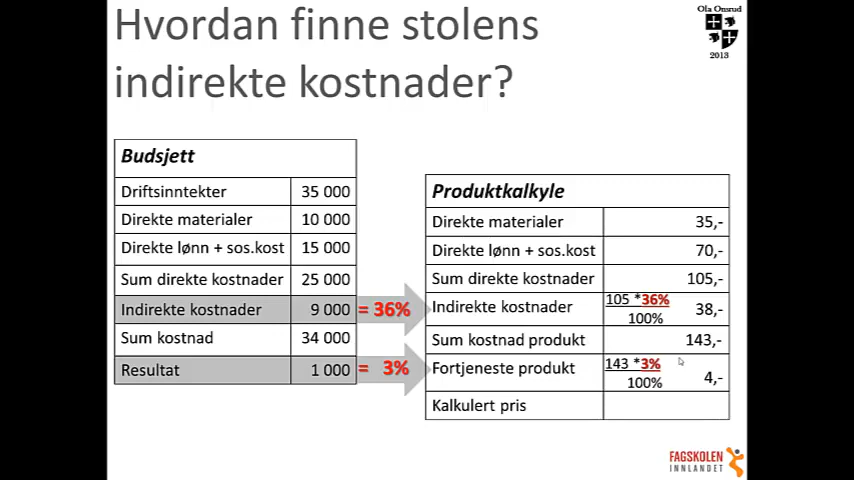 Hvordan finne stolens
indirekte kostnader?
Ola Onsrud
2013
Budsjett
Driftsinntekter 35 000
Direkte materialer 10 000
Direkte lønn + sos.kost 15 000
Sum direkte kostnader 25 000
Indirekte kostnader 9 000 = 36%
Sum kostnad 34 000
Resultat 1 000 = 3%
Produktkalkyle
Direkte materialer 35,-
Direkte lønn + sos.kost 70,-
Sum direkte kostnader 105,-
Indirekte kostnader 105 *36% 38,-
100%
Sum kostnad produkt 143,-
Fortjeneste produkt 143 *3% 4,-
100%
Kalkulert pris
FAGSKOLEN
INNLANDET